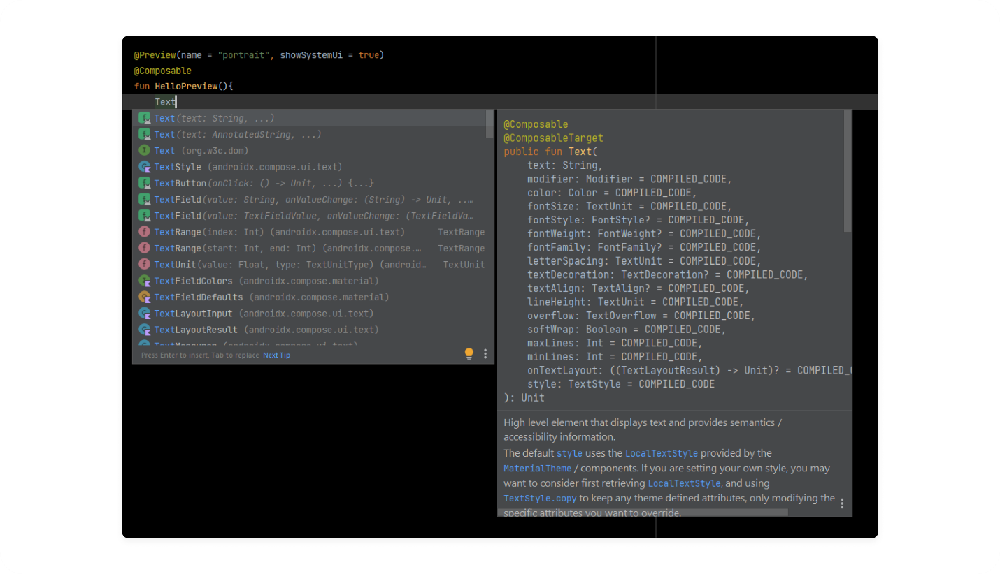 @Preview(name = "portrait", showSystemUi = true)
@Composable
fun HelloPreview(){
Text
Text(text: String, ...)
Text(text: AnnotatedString, ...)
Text (org.w3c.dom)
TextStyle (androidx.compose.ui.text)
TextButton(onClick: () -> Unit, ...) {...}
TextField(value: String, onValueChange: (String) -> Unit, ...
TextField(value: TextFieldValue, onValueChange: (TextFieldVa...
TextRange(index: Int) (androidx.compose.ui.text) TextRange
TextRange(start: Int, end: Int) (androidx.compose.... TextRange
TextUnit(value: Float, type: TextUnitType) (android... TextUnit
TextFieldColors (androidx.compose.material)
TextFieldDefaults (androidx.compose.material)
TextLayoutInput (androidx.compose.ui.text)
TextLayoutResult (androidx.compose.ui.text)
Press Enter to insert, Tab to replace Next Tip
@Composable
@ComposableTarget
public fun Text(
text: String,
modifier: Modifier = COMPILED_CODE,
color: Color = COMPILED_CODE,
fontSize: TextUnit = COMPILED_CODE,
fontStyle: FontStyle? = COMPILED_CODE,
fontWeight: FontWeight? = COMPILED_CODE,
fontFamily: FontFamily? = COMPILED_CODE,
letterSpacing: TextUnit = COMPILED_CODE,
textDecoration: TextDecoration? = COMPILED_CODE,
textAlign: TextAlign? = COMPILED_CODE,
lineHeight: TextUnit = COMPILED_CODE,
overflow: TextOverflow = COMPILED_CODE,
softWrap: Boolean = COMPILED_CODE,
maxLines: Int = COMPILED_CODE,
minLines: Int = COMPILED_CODE,
onTextLayout: ((TextLayoutResult) -> Unit)? = COMPILED_
style: TextStyle = COMPILED_CODE
): Unit
High level element that displays text and provides semantics /
accessibility information.
The default style uses the LocalTextStyle provided by the
MaterialTheme / components. If you are setting your own style, you may
want to consider first retrieving LocalTextStyle, and using
TextStyle.copy to keep any theme defined attributes, only modifying the
specific attributes you want to override.